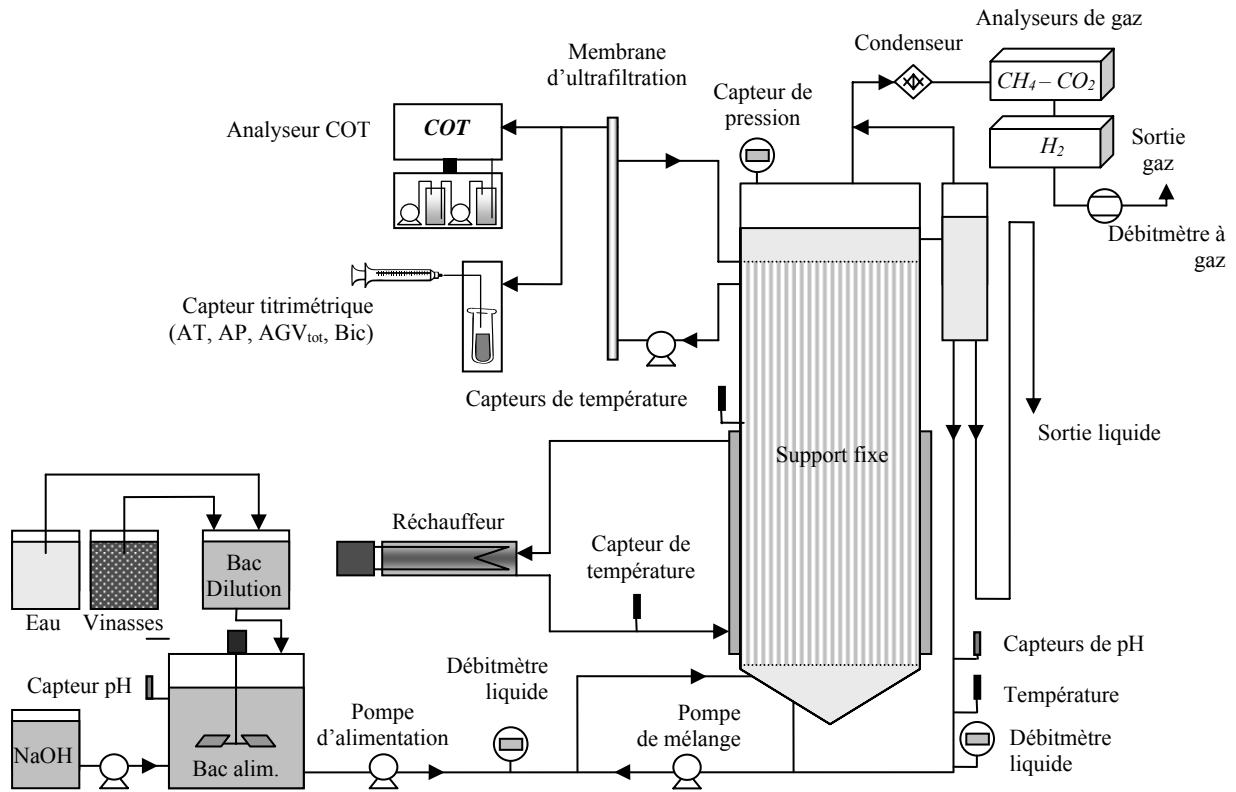 Analyseurs de gaz
Condenseur
Membrane
d’ultrafiltration
CH₄ – CO₂
Capteur de
pression
Analyseur COT
COT
H₂
Sortie
gaz
Débitmètre à
gaz
Capteur titrimétrique
(AT, AP, AGVtot, Bic)
Capteurs de température
Sortie liquide
Support fixe
Réchauffeur
Capteur de
température
Bac
Dilution
Eau
Vinasses
Capteurs de pH
Débitmètre
liquide
Capteur pH
Température
Pompe
d’alimentation
Pompe
de mélange
NaOH
Bac alim.
Débitmètre
liquide